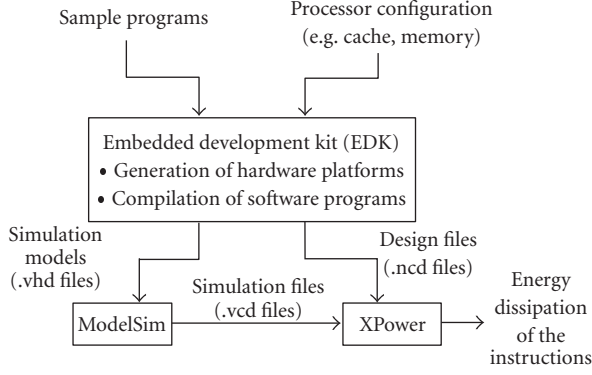 Sample programs
Processor configuration
(e.g. cache, memory)
Embedded development kit (EDK)
• Generation of hardware platforms
• Compilation of software programs
Simulation
models
(.vhd files)
Design files
(.ncd files)
Simulation files
(.vcd files)
ModelSim
XPower
Energy
dissipation
of the
instructions